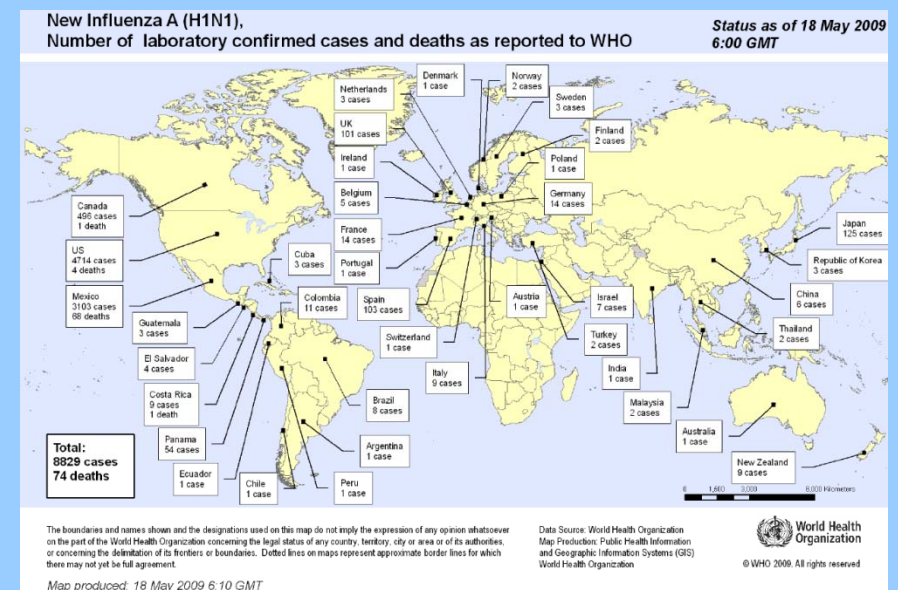 New Influenza A (H1N1),
Number of laboratory confirmed cases and deaths as reported to WHO
Status as of 18 May 2009
6:00 GMT
Netherlands
3 cases
Denmark
1 case
Norway
2 cases
Sweden
3 cases
UK
101 cases
Finland
2 cases
Ireland
1 case
Poland
1 case
Belgium
5 cases
Germany
14 cases
Canada
496 cases
1 death
France
14 cases
Japan
125 cases
US
4714 cases
4 deaths
Cuba
3 cases
Portugal
1 case
Republic of Korea
3 cases
Mexico
3103 cases
68 deaths
Colombia
11 cases
Spain
103 cases
Austria
1 case
Israel
7 cases
China
6 cases
Guatemala
3 cases
Switzerland
1 case
Turkey
2 cases
Thailand
2 cases
El Salvador
4 cases
Italy
9 cases
India
1 case
Costa Rica
9 cases
1 death
Brazil
8 cases
Malaysia
2 cases
Panama
54 cases
Argentina
1 case
Australia
1 case
Total:
8829 cases
74 deaths
Ecuador
1 case
Chile
1 case
Peru
1 case
New Zealand
9 cases
0 1,600 3,000 6,000 Kilometers
The boundaries and names shown and the designations used on this map do not imply the expression of any opinion whatsoever
on the part of the World Health Organization concerning the legal status of any country, territory, city or area or of its authorities,
or concerning the delimitation of its frontiers or boundaries. Dotted lines on maps represent approximate border lines for which
there may not yet be full agreement.
Data Source: World Health Organization
Map Production: Public Health Information
and Geographic Information Systems (GIS)
World Health Organization
World Health
Organization
© WHO 2009. All rights reserved
Map produced: 18 May 2009 6:10 GMT